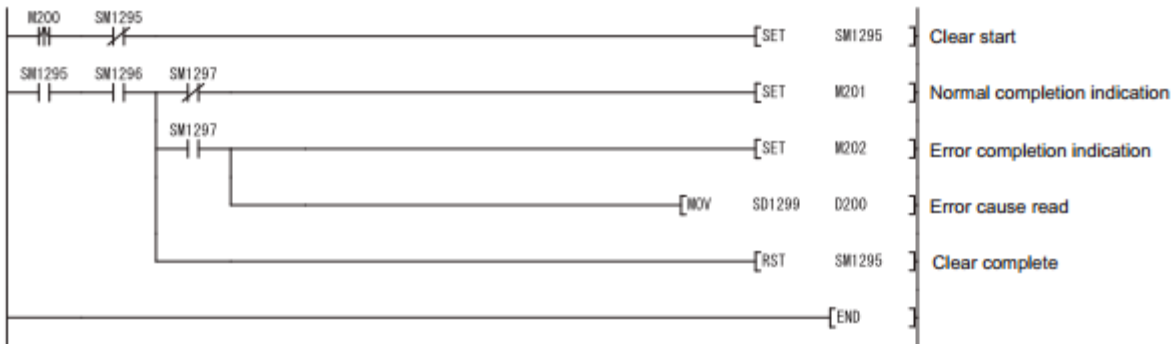 M200 SM1295
SET SM1295 Clear start
SM1295 SM1296 SM1297
SET M201 Normal completion indication
SM1297
SET M202 Error completion indication
MOV SD1299 D200 Error cause read
RST SM1295 Clear complete
END